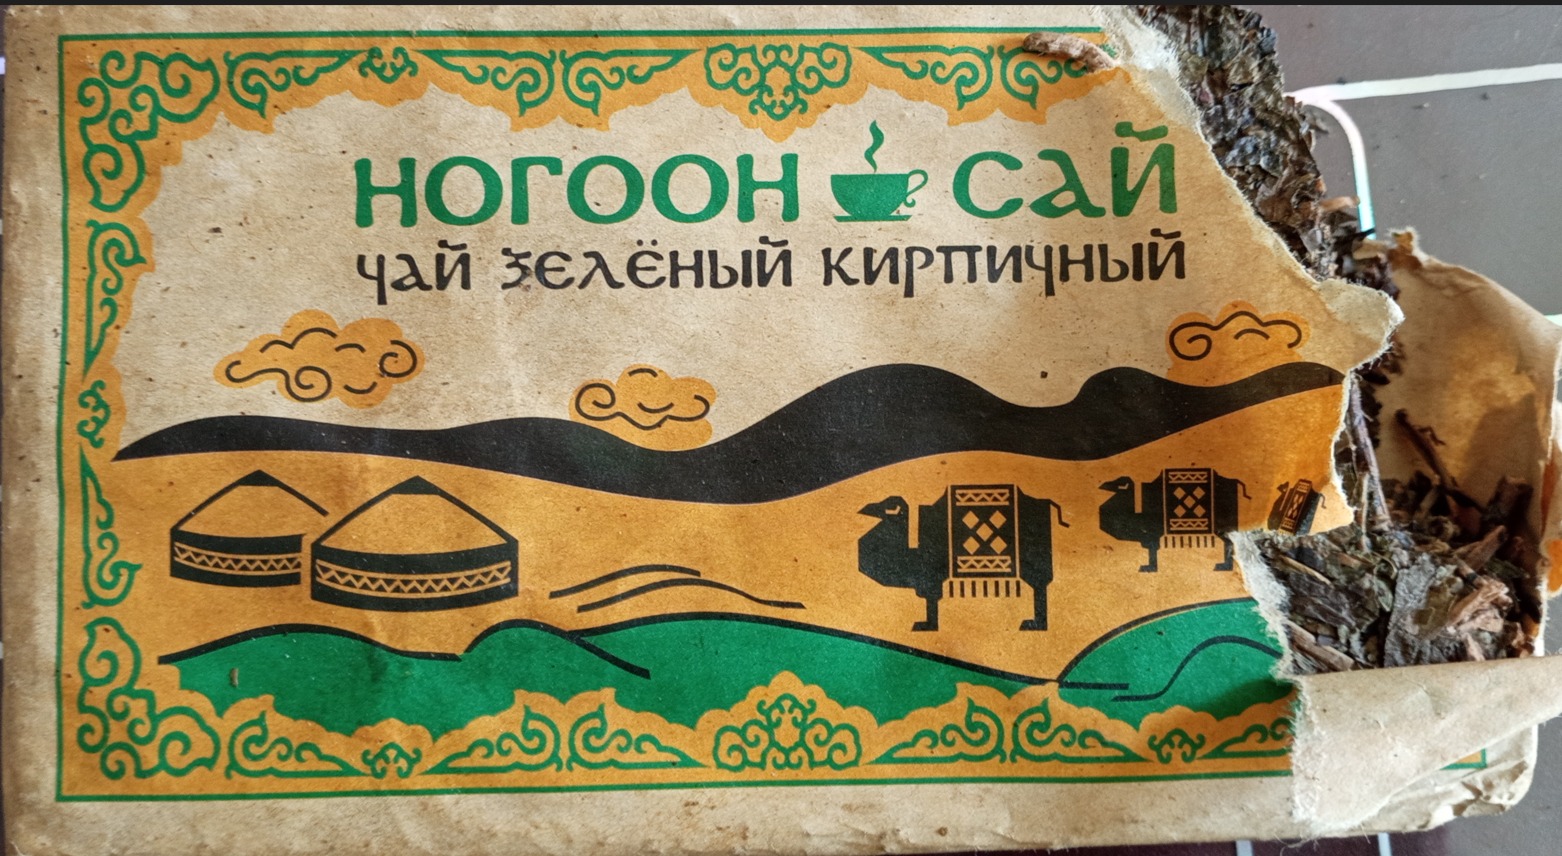 ногоон сай
чай зелёный кирпичный